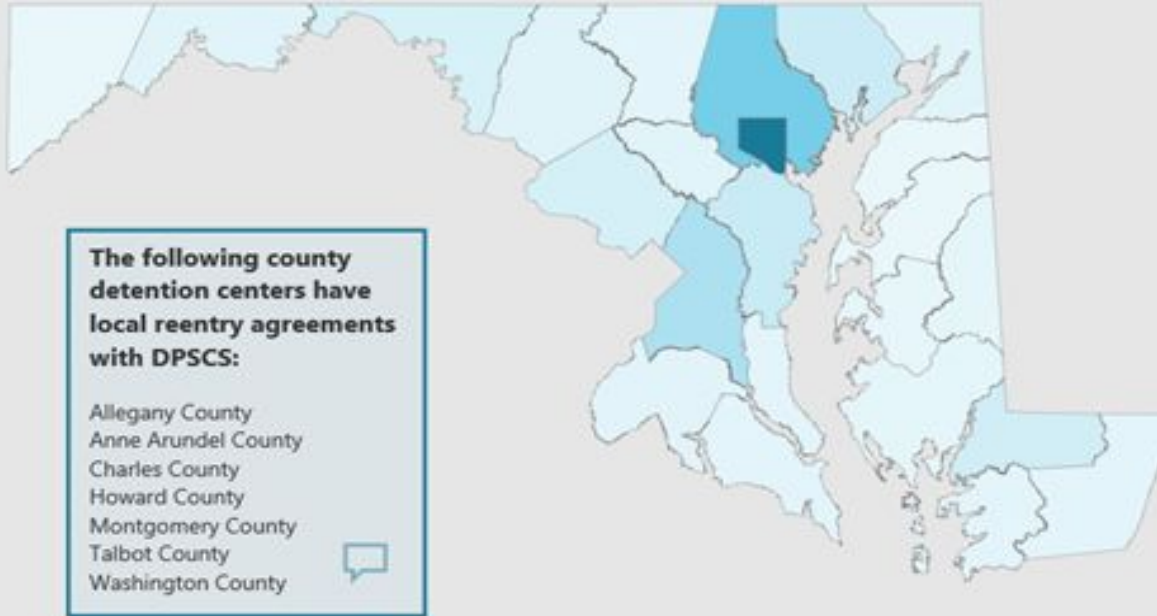 The following county
detention centers have
local reentry agreements
with DPSCS:
Allegany County
Anne Arundel County
Charles County
Howard County
Montgomery County
Talbot County
Washington County